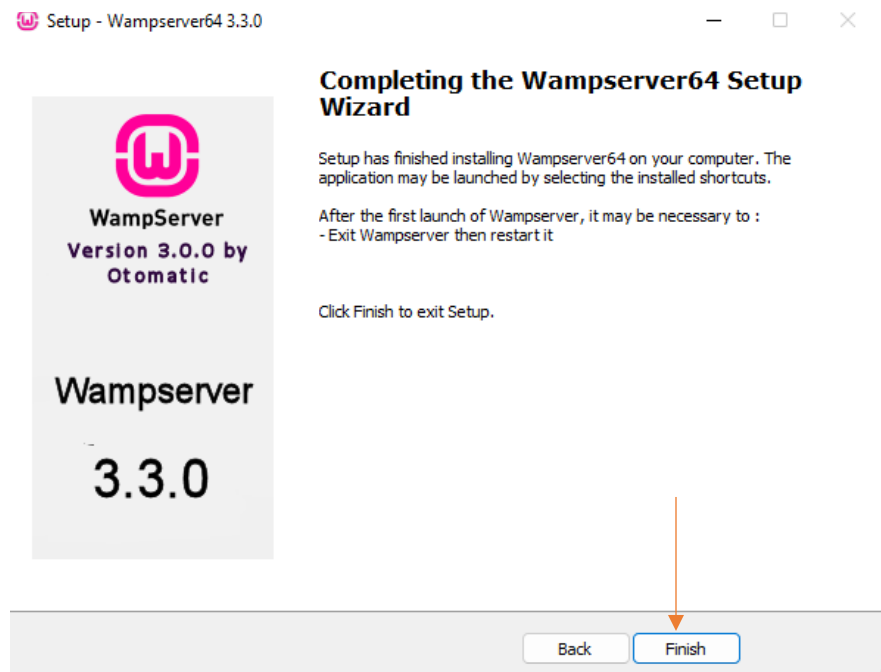 Setup - Wampserver64 3.3.0
Completing the Wampserver64 Setup
Wizard
Setup has finished installing Wampserver64 on your computer. The
application may be launched by selecting the installed shortcuts.
After the first launch of Wampserver, it may be necessary to :
- Exit Wampserver then restart it
Click Finish to exit Setup.
WampServer
Version 3.0.0 by
Otomatic
Wampserver
3.3.0
Back
Finish